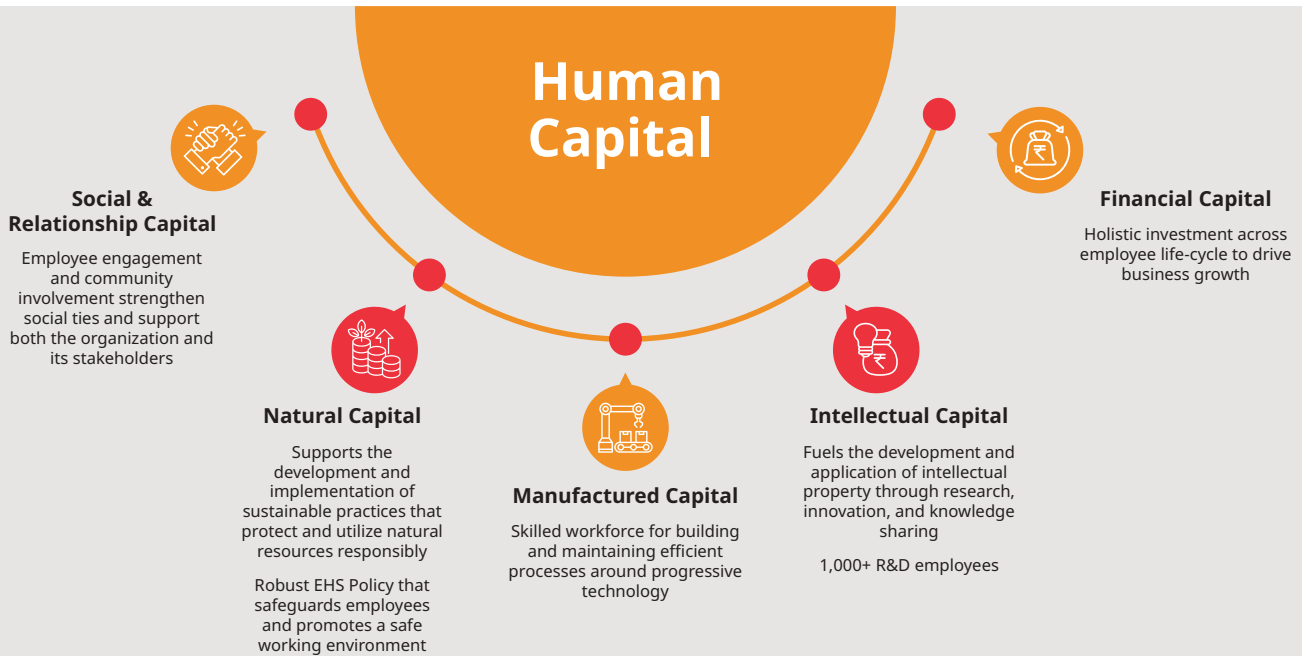 Human
Capital
Social &
Relationship Capital
Employee engagement
and community
involvement strengthen
social ties and support
both the organization and
its stakeholders
Natural Capital
Supports the
development and
implementation of
sustainable practices that
protect and utilize natural
resources responsibly
Robust EHS Policy that
safeguards employees
and promotes a safe
working environment
Manufactured Capital
Skilled workforce for building
and maintaining efficient
processes around progressive
technology
₹
Intellectual Capital
Fuels the development and
application of intellectual
property through research,
innovation, and knowledge
sharing
1,000+ R&D employees
₹
Financial Capital
Holistic investment across
employee life-cycle to drive
business growth